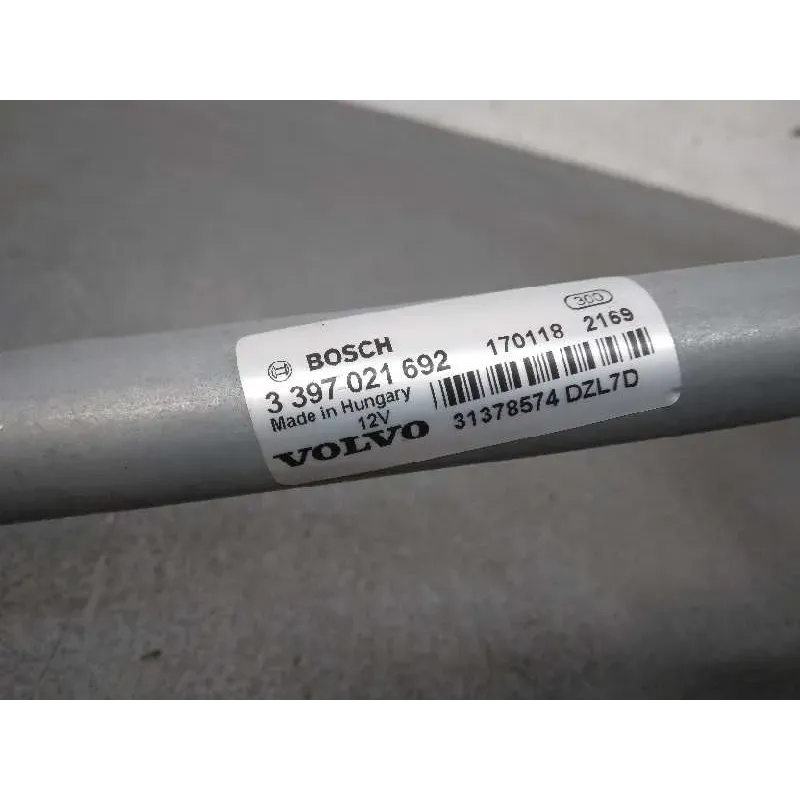 BOSCH
3 397 021 692
Made in Hungary
12V
VOLVO
300
170118 2169
31378574 DZL7D